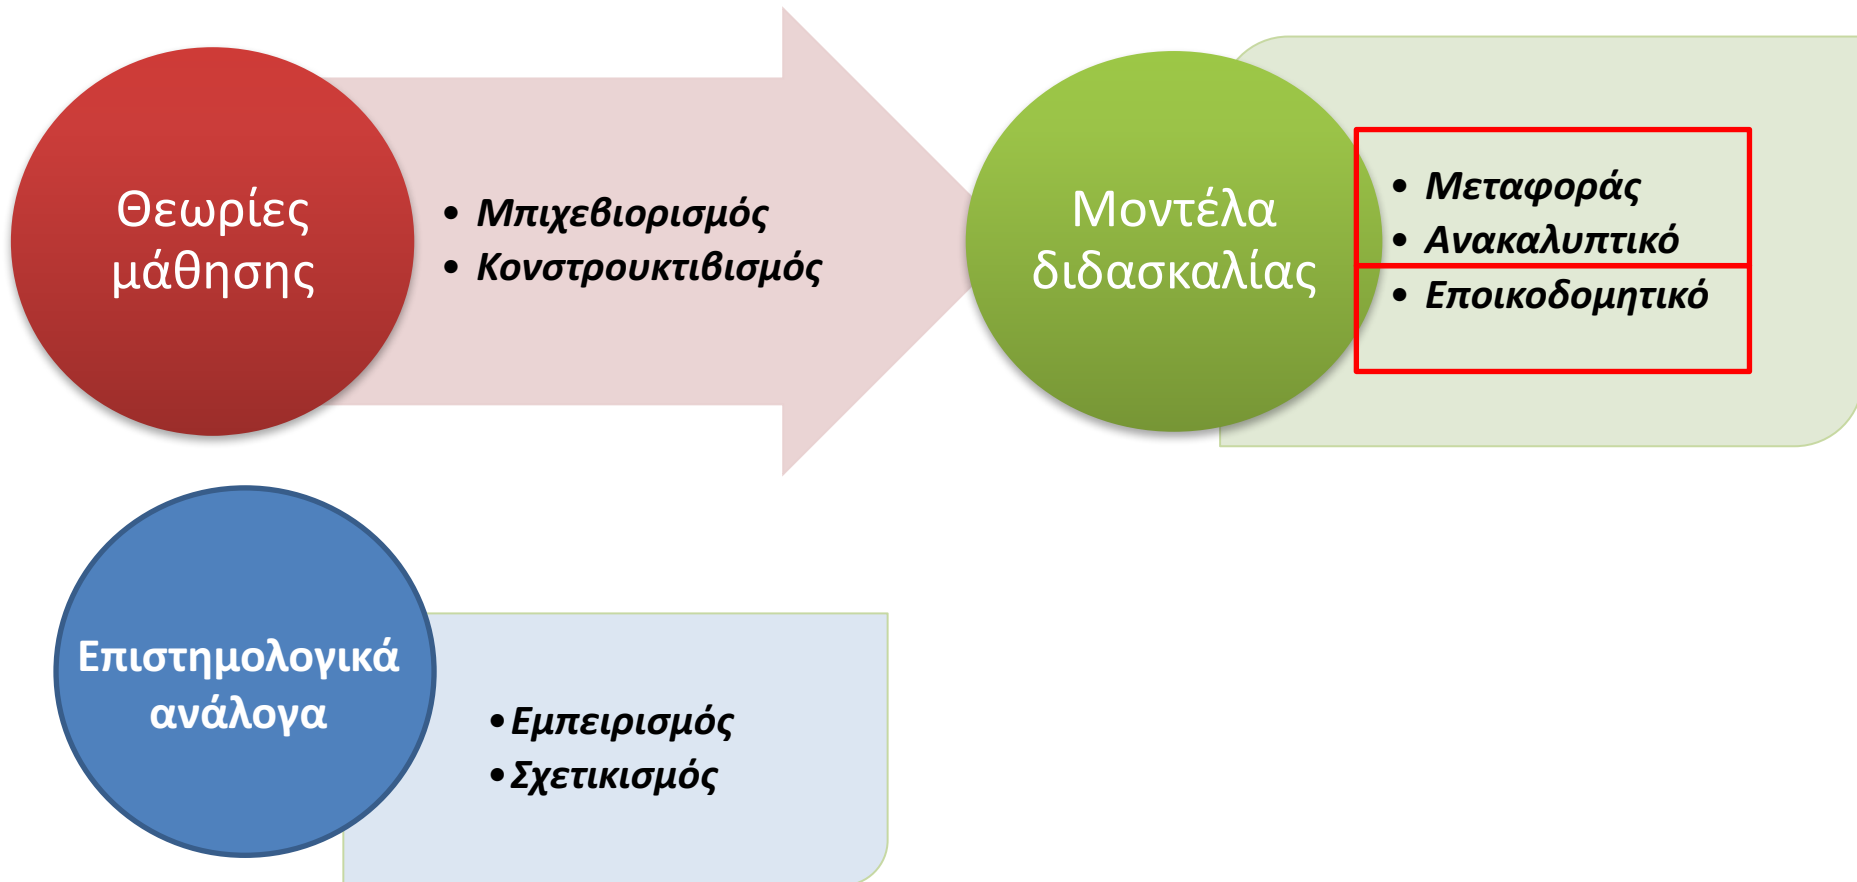 Θεωρίες
μάθησης
• Μπιχεβιορισμός
• Κονστρουκτιβισμός
Μοντέλα
διδασκαλίας
• Μεταφοράς
• Ανακαλυπτικό
• Εποικοδομητικό
Επιστημολογικά
ανάλογα
•Εμπειρισμός
•Σχετικισμός